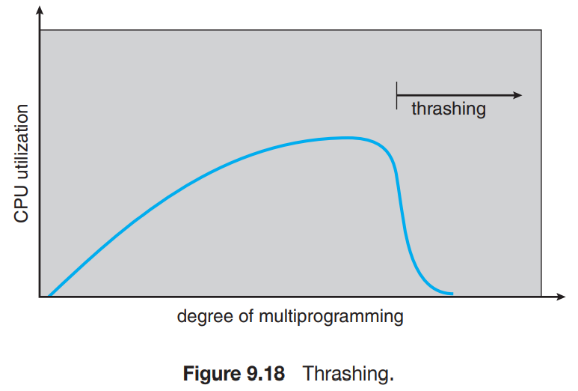 thrashing
CPU utilization
degree of multiprogramming
Figure 9.18 Thrashing.